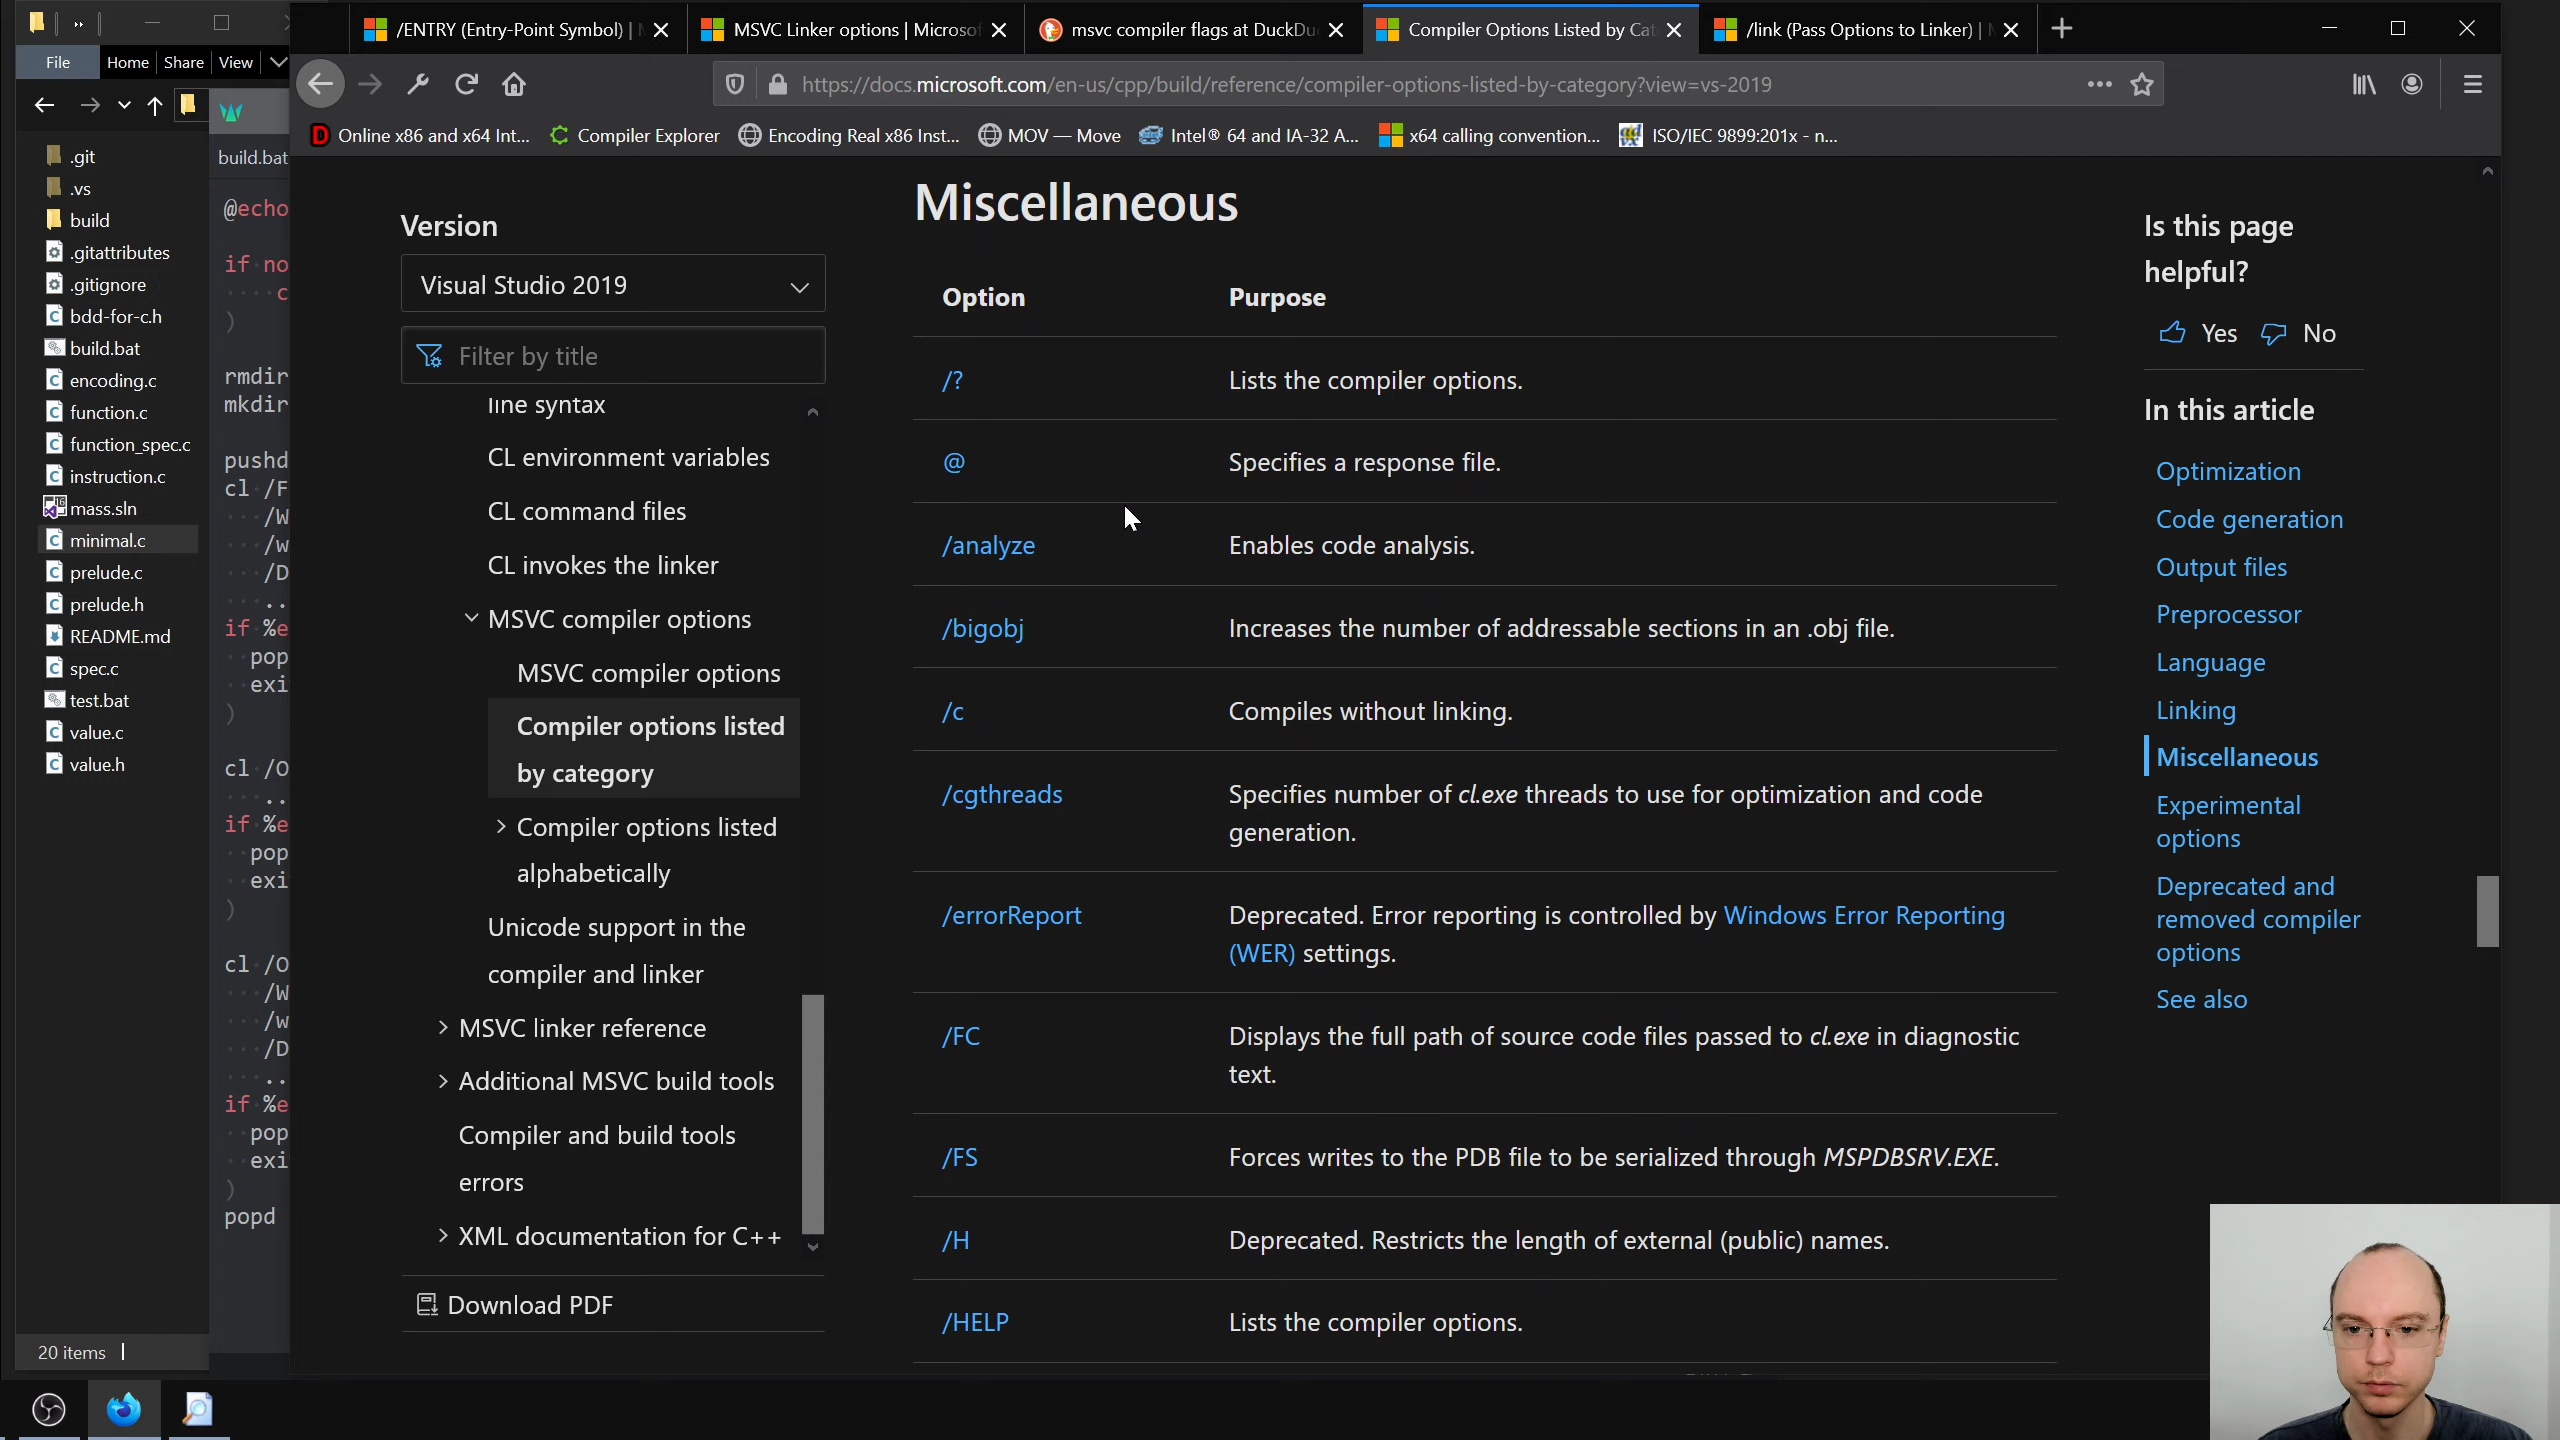 /ENTRY (Entry-Point Symbol) |
MSVC Linker options | Microso
msvc compiler flags at DuckDu
Compiler Options Listed by Cat
/link (Pass Options to Linker) |
File
Home
Share
View
https://docs.microsoft.com/en-us/cpp/build/reference/compiler-options-listed-by-category?view=vs-2019
Online x86 and x64 Int...
Compiler Explorer
Encoding Real x86 Inst...
MOV — Move
Intel® 64 and IA-32 A...
x64 calling convention...
ISO/IEC 9899:201x - n...
.git
.vs
build
.gitattributes
.gitignore
bdd-for-c.h
build.bat
encoding.c
function.c
function_spec.c
instruction.c
mass.sln
minimal.c
prelude.c
prelude.h
README.md
spec.c
test.bat
value.c
value.h
20 items
build.bat
@echo
if no
c
)
rmdir
mkdir
pushd
cl /F
/W
/w
/D
..
if %e
pop
exi
)
cl /O
..
if %e
pop
exi
)
cl /O
/W
/w
/D
..
if %e
pop
exi
)
popd
Version
Visual Studio 2019
Filter by title
line syntax
CL environment variables
CL command files
CL invokes the linker
MSVC compiler options
MSVC compiler options
Compiler options listed
by category
Compiler options listed
alphabetically
Unicode support in the
compiler and linker
MSVC linker reference
Additional MSVC build tools
Compiler and build tools
errors
XML documentation for C++
Download PDF
Miscellaneous
Option Purpose
/? Lists the compiler options.
@ Specifies a response file.
/analyze Enables code analysis.
/bigobj Increases the number of addressable sections in an .obj file.
/c Compiles without linking.
/cgthreads Specifies number of cl.exe threads to use for optimization and code
generation.
/errorReport Deprecated. Error reporting is controlled by Windows Error Reporting
(WER) settings.
/FC Displays the full path of source code files passed to cl.exe in diagnostic
text.
/FS Forces writes to the PDB file to be serialized through MSPDBSRV.EXE.
/H Deprecated. Restricts the length of external (public) names.
/HELP Lists the compiler options.
Is this page
helpful?
Yes No
In this article
Optimization
Code generation
Output files
Preprocessor
Language
Linking
Miscellaneous
Experimental
options
Deprecated and
removed compiler
options
See also